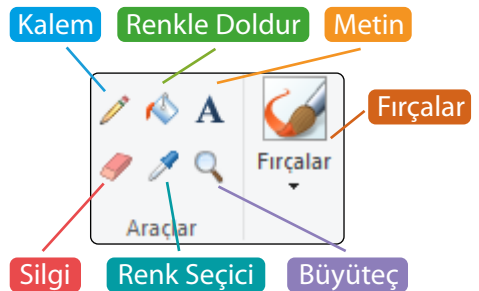 Kalem Renkle Doldur Metin
A
Fırçalar
Fırçalar
Araçlar
Silgi Renk Seçici Büyüteç